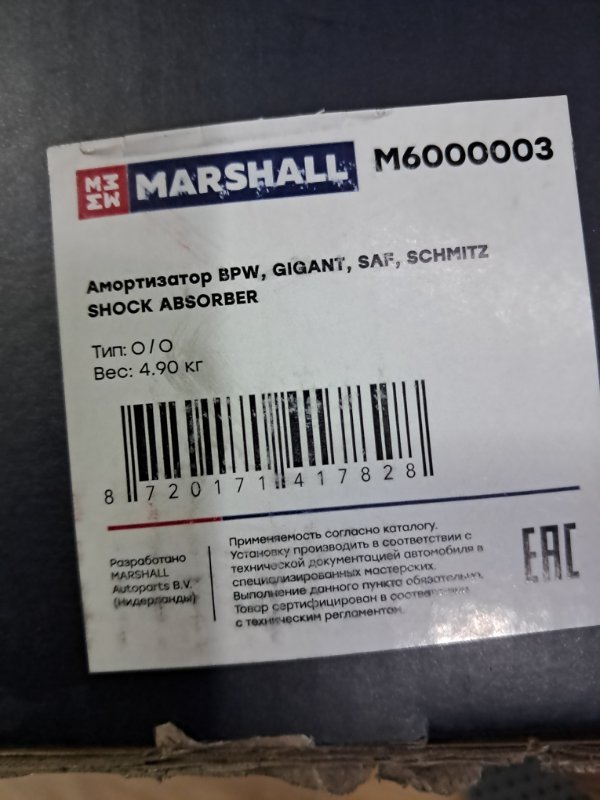 MARSHALL M6000003
Амортизатор BPW, GIGANT, SAF, SCHMITZ
SHOCK ABSORBER
Тип: O / O
Вес: 4.90 кг
8 720171 417828
Разработано
MARSHALL
Autoparts B.V.
(Нидерланды)
Применяемость согласно каталогу.
Установку производить в соответствии с
технической документацией автомобиля в
специализированных мастерских.
Выполнение данного пункта обязательно.
Товар сертифицирован в соответствии
с техническим регламентом.
EAC